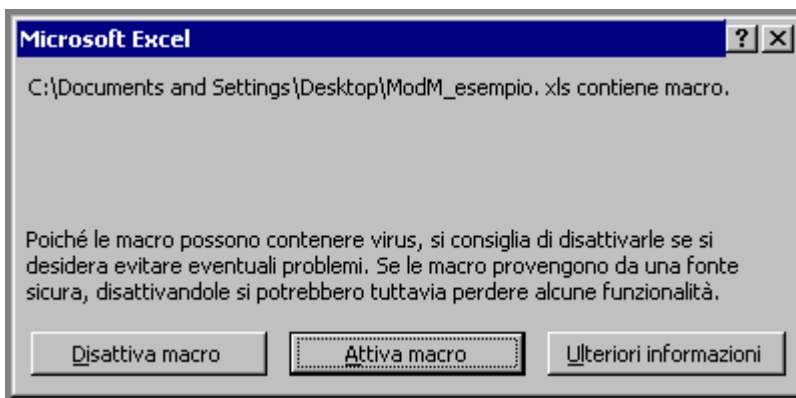 Microsoft Excel
C:\Documents and Settings\Desktop\ModM_esempio. xls contiene macro.
Poiché le macro possono contenere virus, si consiglia di disattivarle se si
desidera evitare eventuali problemi. Se le macro provengono da una fonte
sicura, disattivandole si potrebbero tuttavia perdere alcune funzionalità.
Disattiva macro Attiva macro Ulteriori informazioni